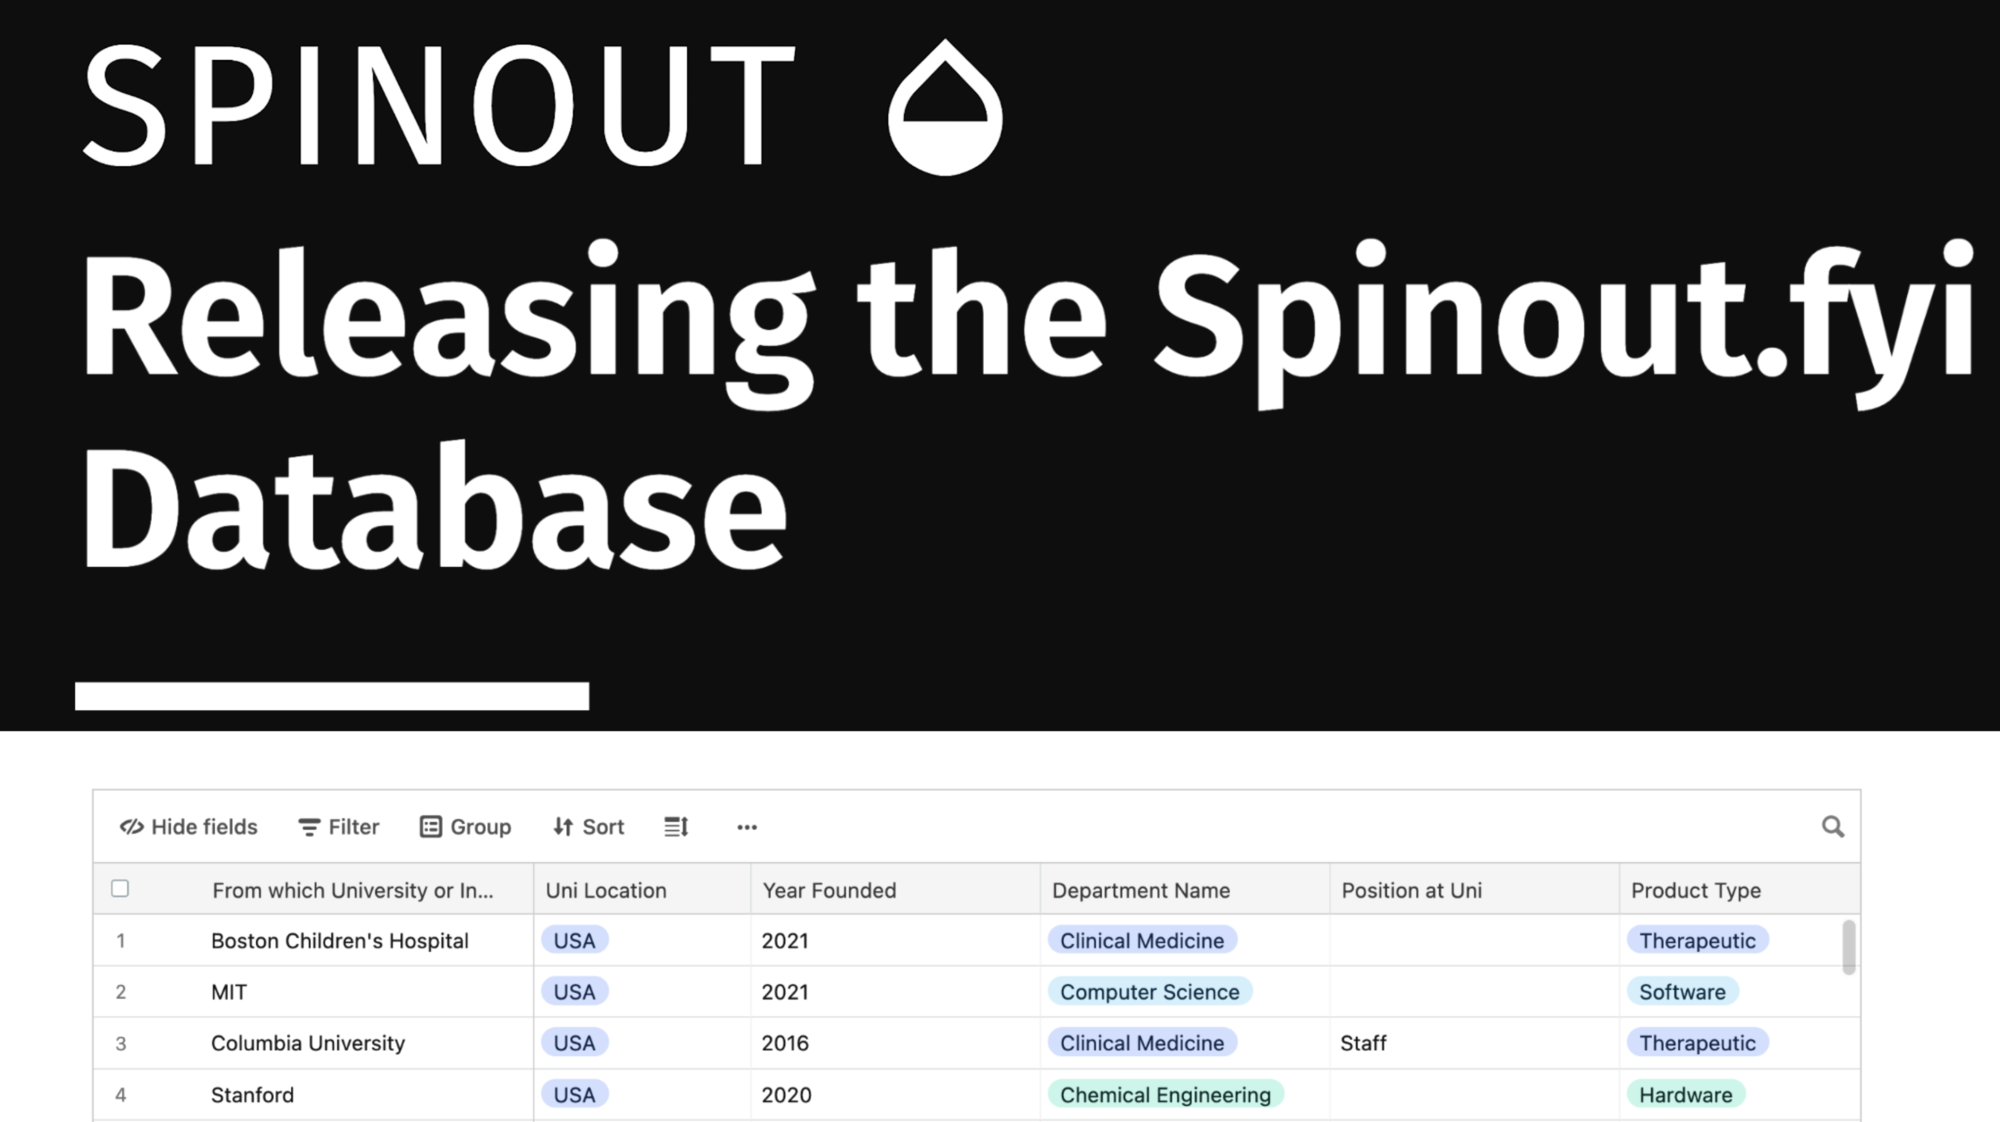 SPINOUT
Releasing the Spinout.fyi
Database
Hide fields Filter Group Sort ...
From which University or In... Uni Location Year Founded Department Name Position at Uni Product Type
1 Boston Children's Hospital USA 2021 Clinical Medicine Therapeutic
2 MIT USA 2021 Computer Science Software
3 Columbia University USA 2016 Clinical Medicine Staff Therapeutic
4 Stanford USA 2020 Chemical Engineering Hardware